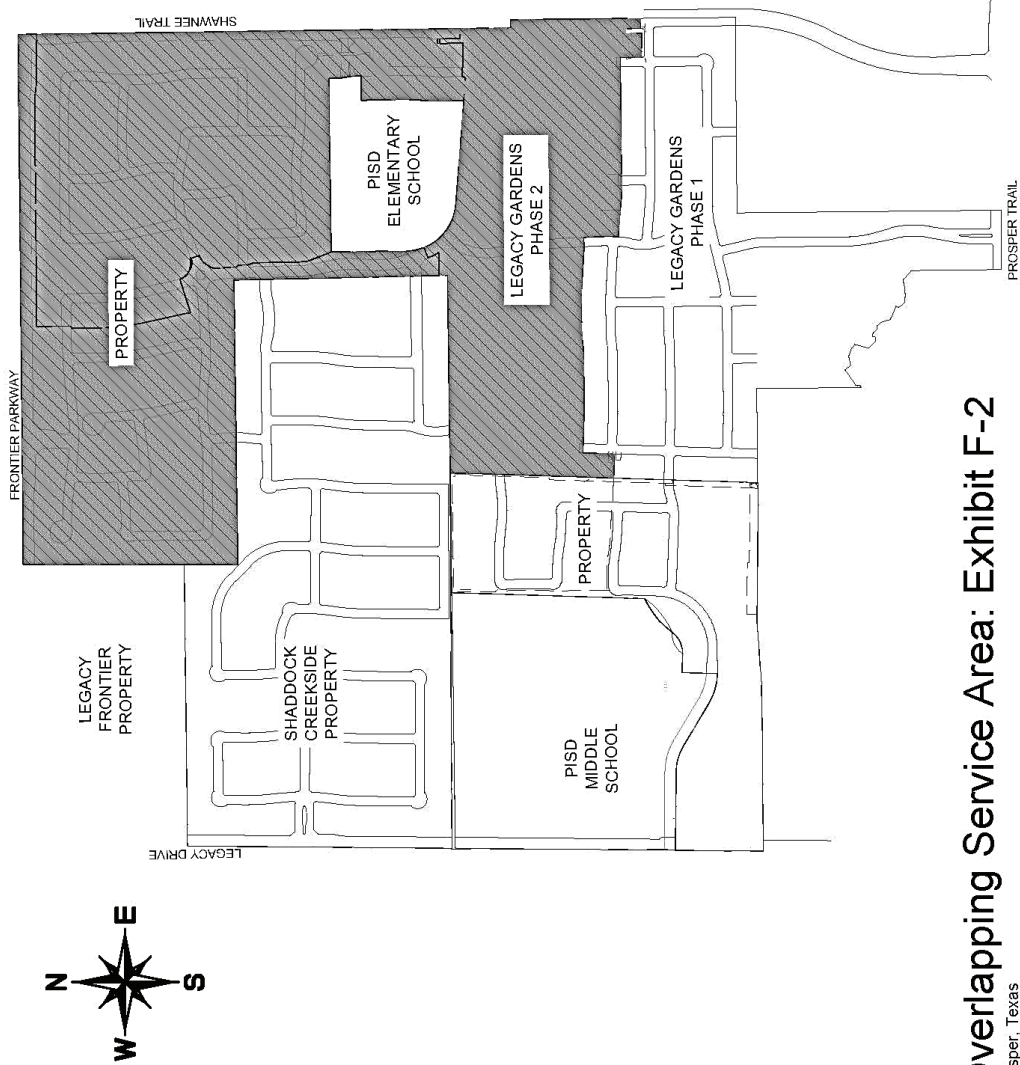 SHAWNEE TRAIL
FRONTIER PARKWAY
PROPERTY
PISD
ELEMENTARY
SCHOOL
LEGACY GARDENS
PHASE 2
LEGACY GARDENS
PHASE 1
PROSPER TRAIL
LEGACY
FRONTIER
PROPERTY
SHADDOCK
CREEKSIDE
PROPERTY
PROPERTY
PISD
MIDDLE
SCHOOL
LEGACY DRIVE
N
E
S
W
verlapping Service Area: Exhibit F-2
sper, Texas